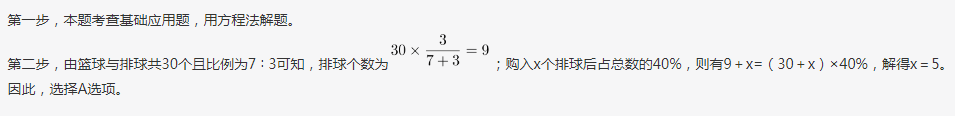 第一步，本题考查基础应用题，用方程法解题。
第二步，由篮球与排球共30个且比例为7∶3可知，排球个数为30 × 3/(7 + 3) = 9；购入x个排球后占总数的40%，则有9＋x=（30＋x）×40%，解得x＝5。
因此，选择A选项。